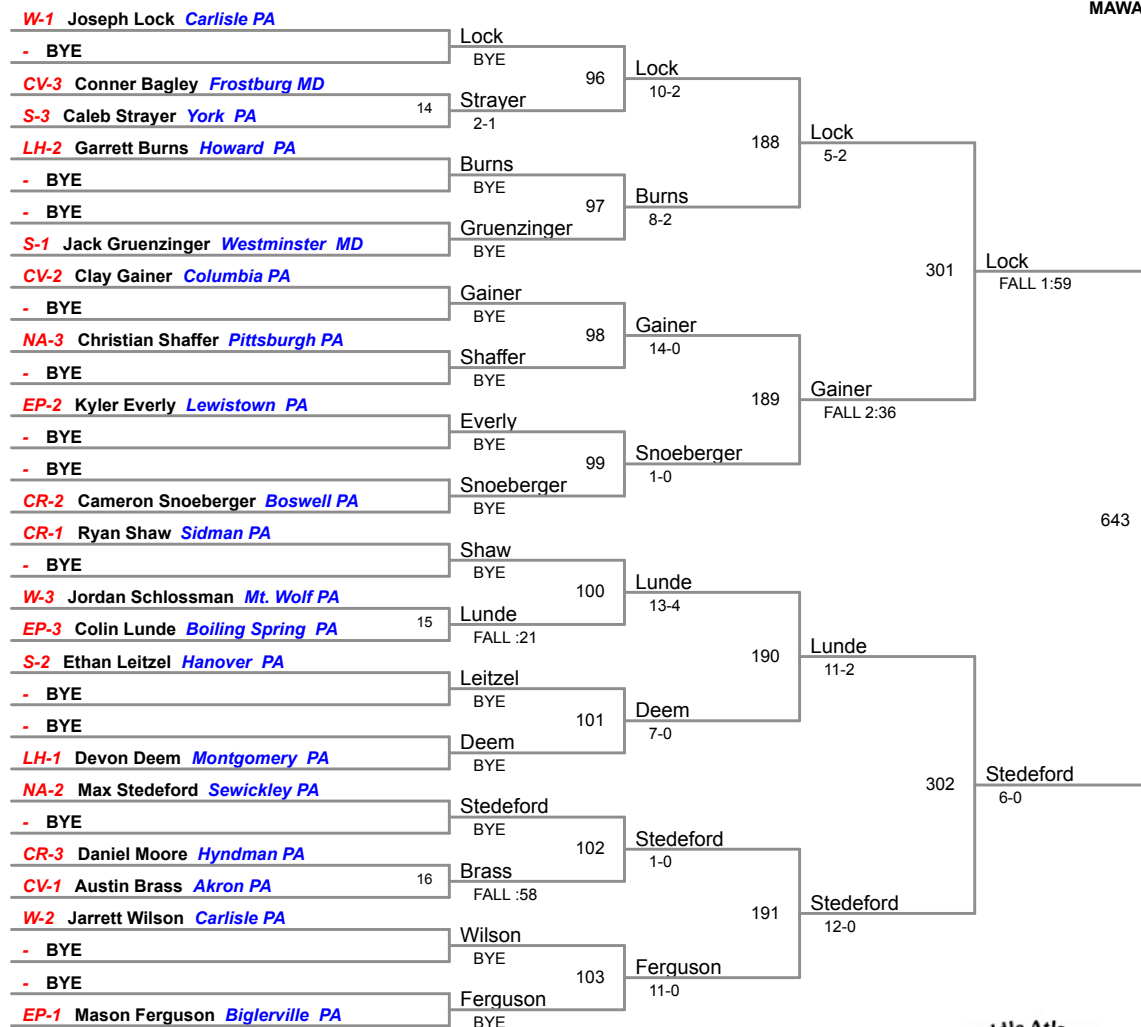 MAWA
W-1 Joseph Lock Carlisle PA
- BYE
CV-3 Conner Bagley Frostburg MD
S-3 Caleb Strayer York PA
LH-2 Garrett Burns Howard PA
- BYE
- BYE
S-1 Jack Gruenzinger Westminster MD
CV-2 Clay Gainer Columbia PA
- BYE
NA-3 Christian Shaffer Pittsburgh PA
- BYE
EP-2 Kyler Everly Lewistown PA
- BYE
- BYE
CR-2 Cameron Snoeberger Boswell PA
CR-1 Ryan Shaw Sidman PA
- BYE
W-3 Jordan Schlossman Mt. Wolf PA
EP-3 Colin Lunde Boiling Spring PA
S-2 Ethan Leitzel Hanover PA
- BYE
- BYE
LH-1 Devon Deem Montgomery PA
NA-2 Max Stedeford Sewickley PA
- BYE
CR-3 Daniel Moore Hyndman PA
CV-1 Austin Brass Akron PA
W-2 Jarrett Wilson Carlisle PA
- BYE
- BYE
EP-1 Mason Ferguson Biglerville PA
14
15
16
Lock
BYE
Strayer
2-1
Burns
BYE
Gruenzinger
BYE
Gainer
BYE
Shaffer
BYE
Everly
BYE
Snoeberger
BYE
Shaw
BYE
Lunde
FALL :21
Leitzel
BYE
Deem
BYE
Stedeford
BYE
Brass
FALL :58
Wilson
BYE
Ferguson
BYE
96
97
98
99
100
101
102
103
Lock
10-2
Burns
8-2
Gainer
14-0
Snoeberger
1-0
Lunde
13-4
Deem
7-0
Stedeford
1-0
Ferguson
11-0
188
189
190
191
Lock
5-2
Gainer
FALL 2:36
Lunde
11-2
Stedeford
12-0
301
302
Lock
FALL 1:59
Stedeford
6-0
643